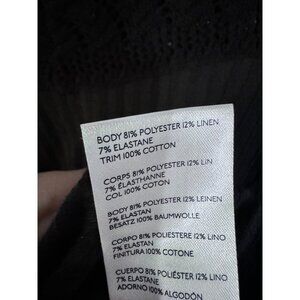 BODY 81% POLYESTER 12% LINEN
7% ELASTANE
TRIM 100% COTTON
CORPS 81% POLYESTER 12% LIN
7% ÉLASTHANNE
COL 100% COTON
BODY 81% POLYESTER 12% LEINEN
7% ELASTAN
BESATZ 100% BAUMWOLLE
CORPO 81% POLIESTERE 12% LINO
7% ELASTAN
FINITURA 100% COTONE
CUERPO 81% POLIÉSTER 12% LINO
7% ELASTANO
ADORNO 100% ALGODÓN